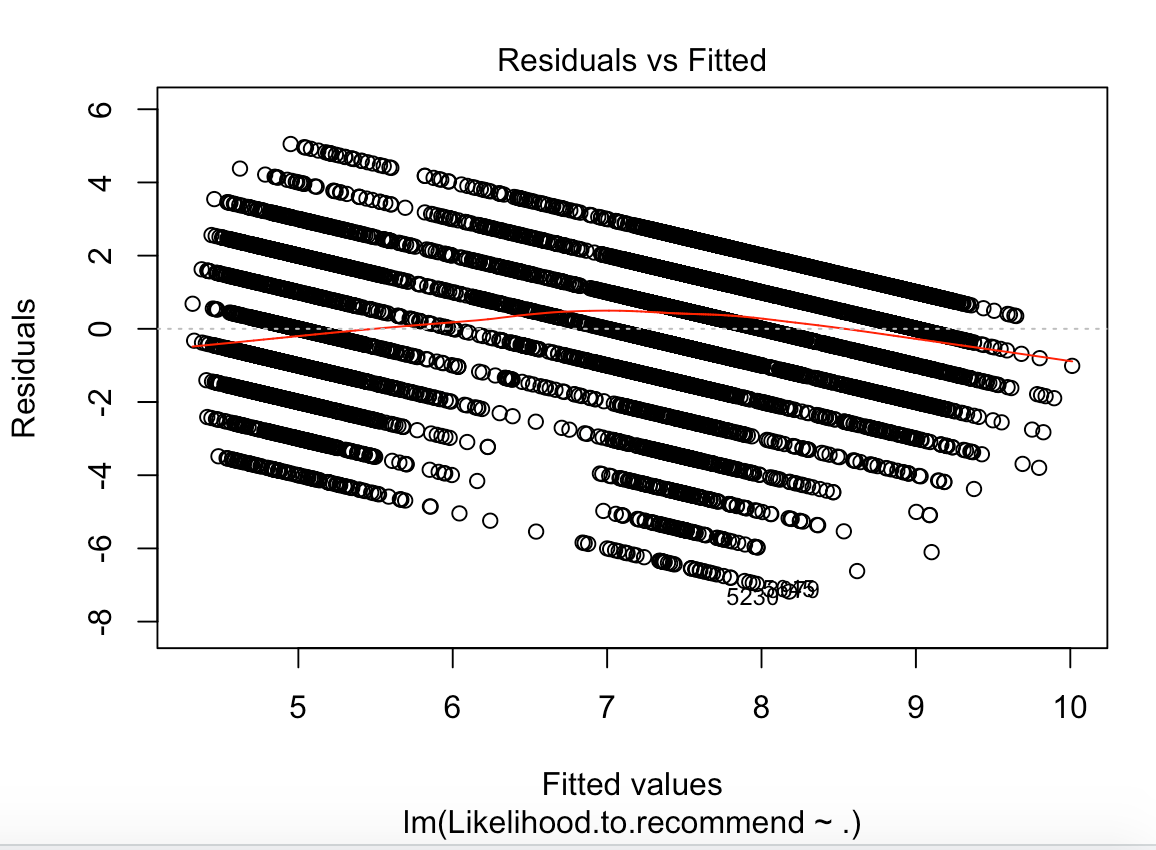 Residuals vs Fitted
6
4
2
0
-2
-4
-6
-8
Residuals
5230
5 6 7 8 9 10
Fitted values
lm(Likelihood.to.recommend ~ .)